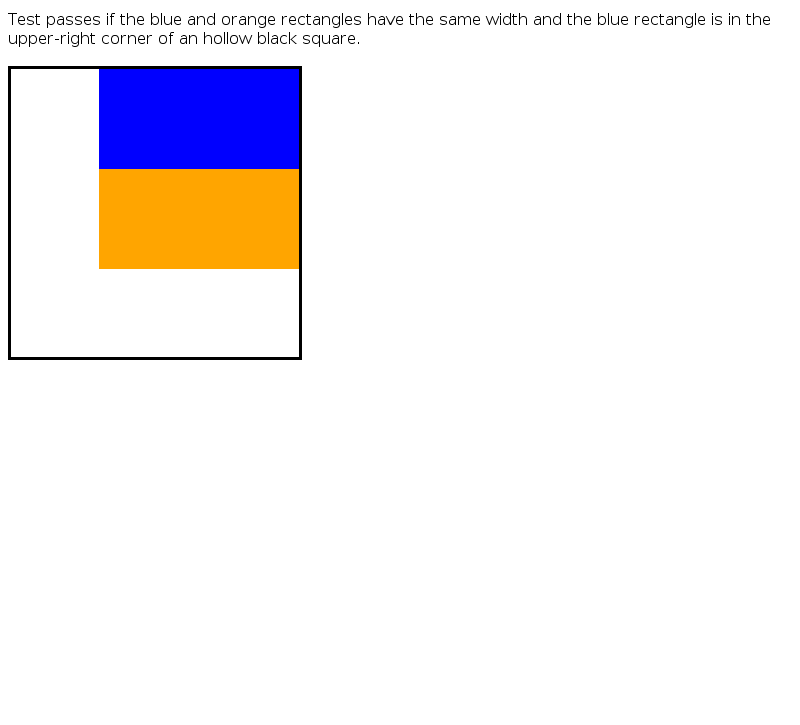 Test passes if the blue and orange rectangles have the same width and the blue rectangle is in the
upper-right corner of an hollow black square.